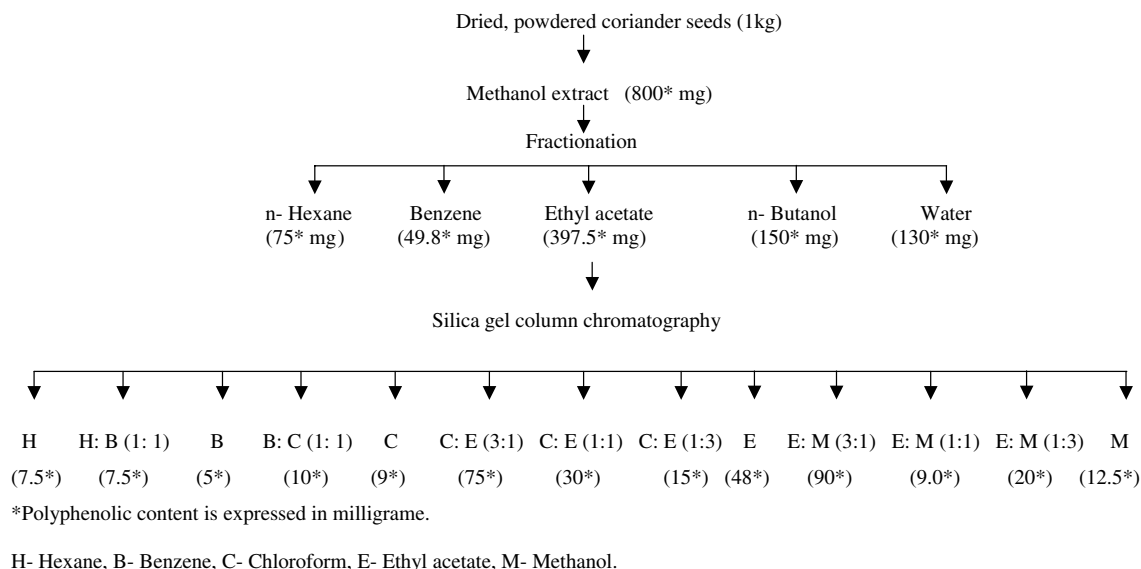 Dried, powdered coriander seeds (1kg)
Methanol extract (800* mg)
Fractionation
n- Hexane Benzene Ethyl acetate n- Butanol Water
(75* mg) (49.8* mg) (397.5* mg) (150* mg) (130* mg)
Silica gel column chromatography
H H: B (1: 1) B B: C (1: 1) C C: E (3:1) C: E (1:1) C: E (1:3) E E: M (3:1) E: M (1:1) E: M (1:3) M
(7.5*) (7.5*) (5*) (10*) (9*) (75*) (30*) (15*) (48*) (90*) (9.0*) (20*) (12.5*)
*Polyphenolic content is expressed in milligrame.
H- Hexane, B- Benzene, C- Chloroform, E- Ethyl acetate, M- Methanol.